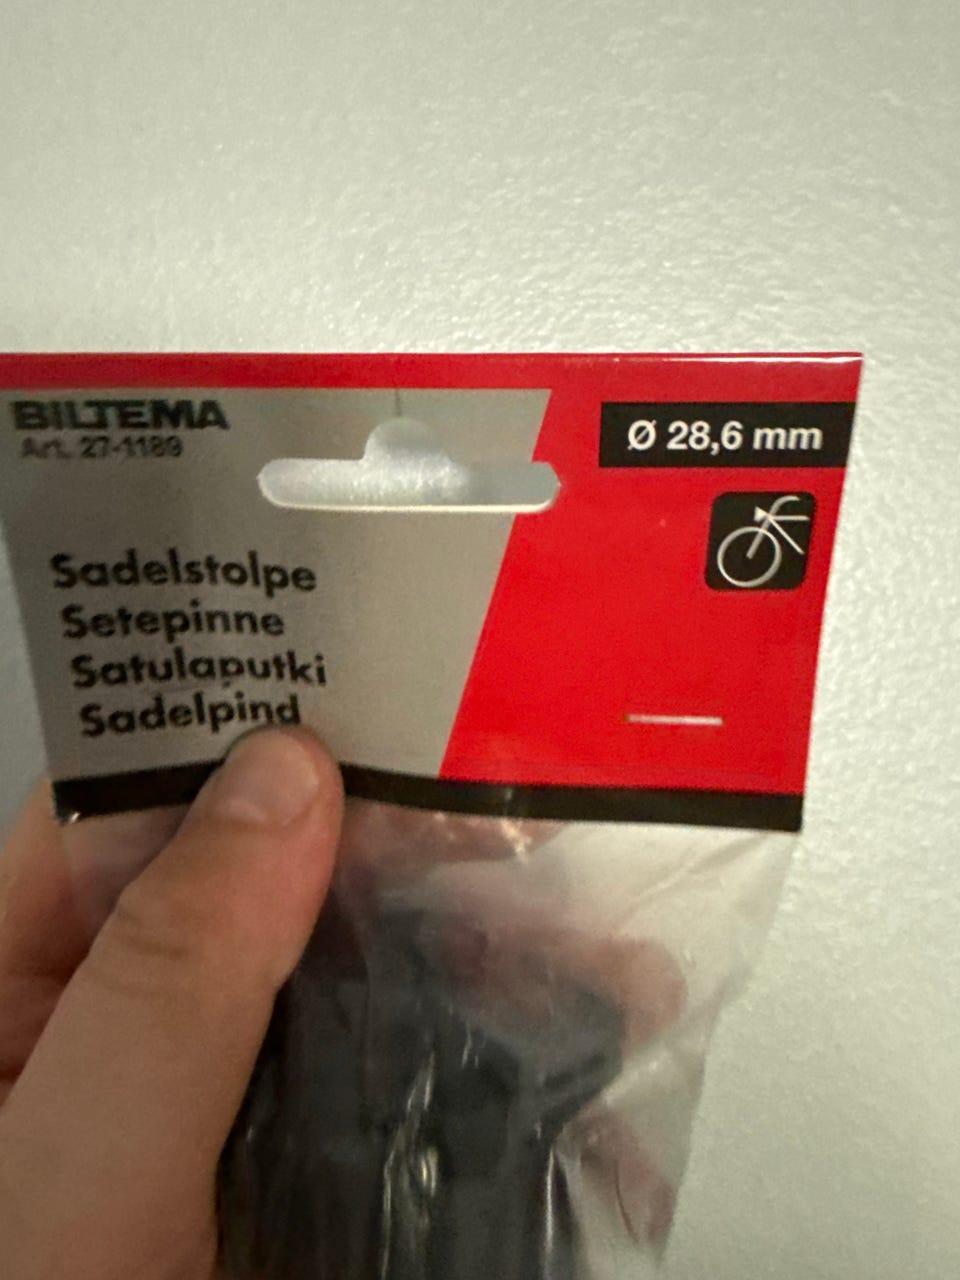 BILTEMA
Art. 27-1189
Ø 28,6 mm
Sadelstolpe
Setepinne
Satulaputki
Sadelpind